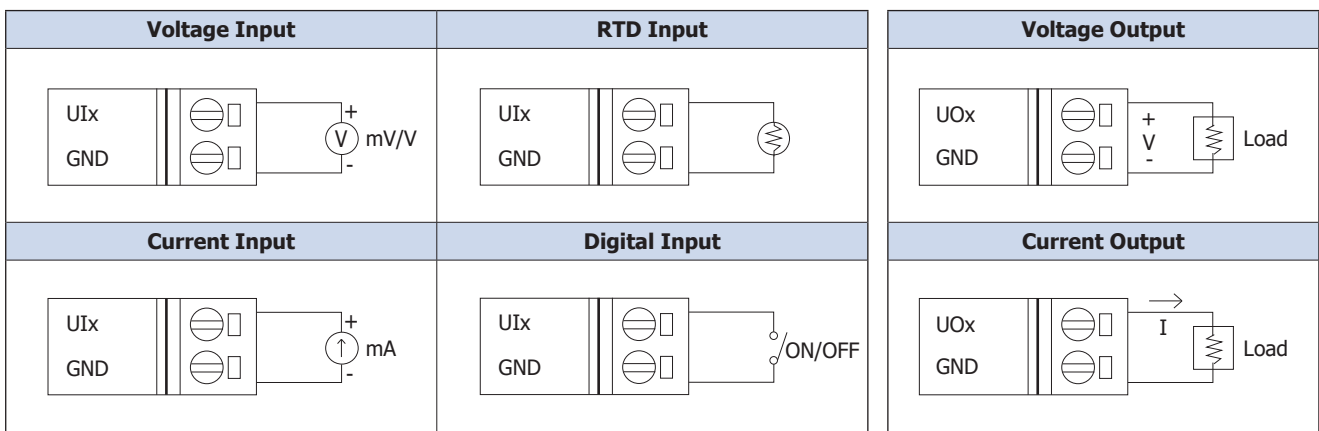 Voltage Input
UIx
GND
+
V
-
mV/V
RTD Input
UIx
GND
Voltage Output
UOx
GND
+
V
-
Load
Current Input
UIx
GND
+
-
mA
Digital Input
UIx
GND
ON/OFF
Current Output
UOx
GND
I
Load